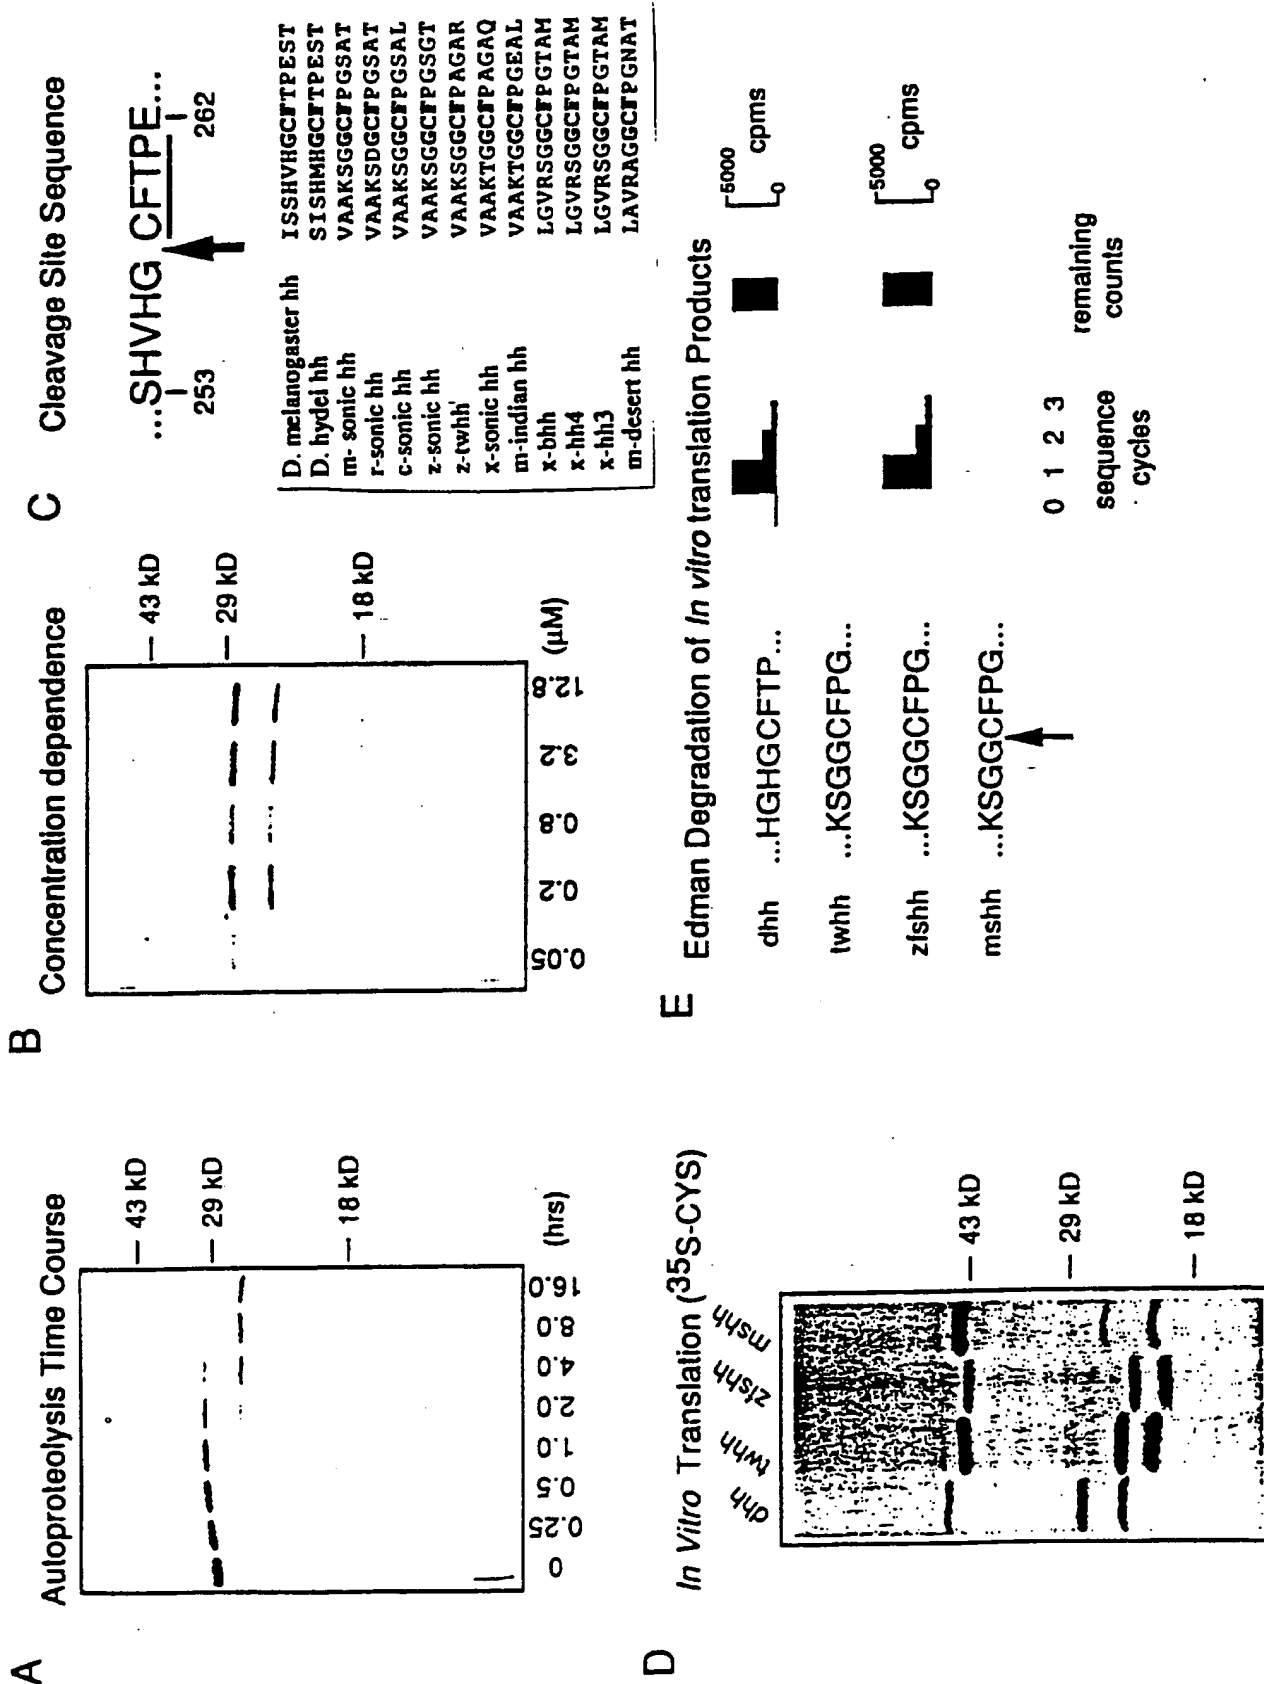 A
Autoproteolysis Time Course
43 kD
29 kD
18 kD
0 0.25 0.5 1.0 2.0 4.0 8.0 16.0 (hrs)
B
Concentration dependence
43 kD
29 kD
18 kD
0.05 0.2 0.8 3.2 12.8 (µM)
C
Cleavage Site Sequence
...SHVHG CFTPE...
253 262
D. melanogaster hh ISSHVHGCFTPEST
D. hydei hh SISHMHGCFTPEST
m- sonic hh VAAKSGGCFPGSAT
r-sonic hh VAAKSDGCFPGSAT
c-sonic hh VAAKSGGCFPGSAL
z-sonic hh VAAKSGGCFPGSGT
z-twhh' VAAKSGGCFPAGAR
x-sonic hh VAAKTGGCFPAGAQ
m-indian hh VAAKTGGCFPGEAL
x-bhh LGVRSGGCFPGTAM
x-hh4 LGVRSGGCFPGTAM
x-hh3 LGVRSGGCFPGTAM
m-desert hh LAVRAGGCFPGNAT
D
In Vitro Translation (³⁵S-CYS)
dhh twhh zfshh mshh
43 kD
29 kD
18 kD
E
Edman Degradation of In vitro translation Products
dhh ...HGHGCFTP...
twhh ...KSGGCFPG...
zfshh ...KSGGCFPG...
mshh ...KSGGCFPG...
5000
cpms
0
5000
cpms
0
0 1 2 3
sequence
cycles
remaining
counts